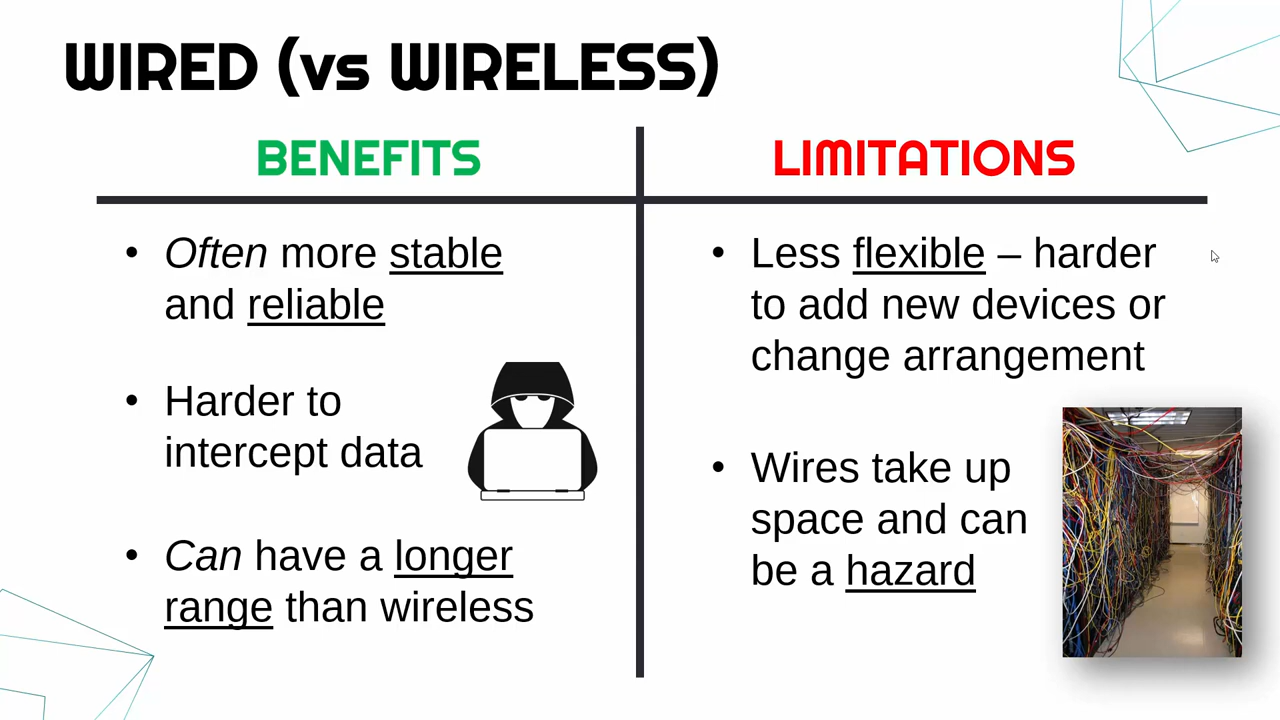 WIRED (vs WIRELESS)
BENEFITS
• Often more stable
and reliable
• Harder to
intercept data
• Can have a longer
range than wireless
LIMITATIONS
• Less flexible – harder
to add new devices or
change arrangement
• Wires take up
space and can
be a hazard